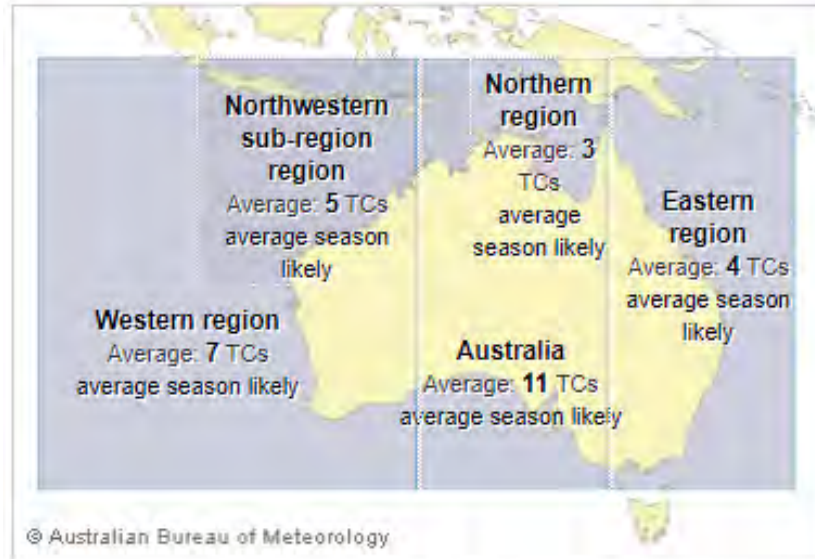 Northwestern
sub-region
region
Average: 5 TCs
average season
likely
Northern
region
Average: 3
TCs
average
season likely
Eastern
region
Average: 4 TCs
average season
likely
Western region
Average: 7 TCs
average season likely
Australia
Average: 11 TCs
average season likely
© Australian Bureau of Meteorology